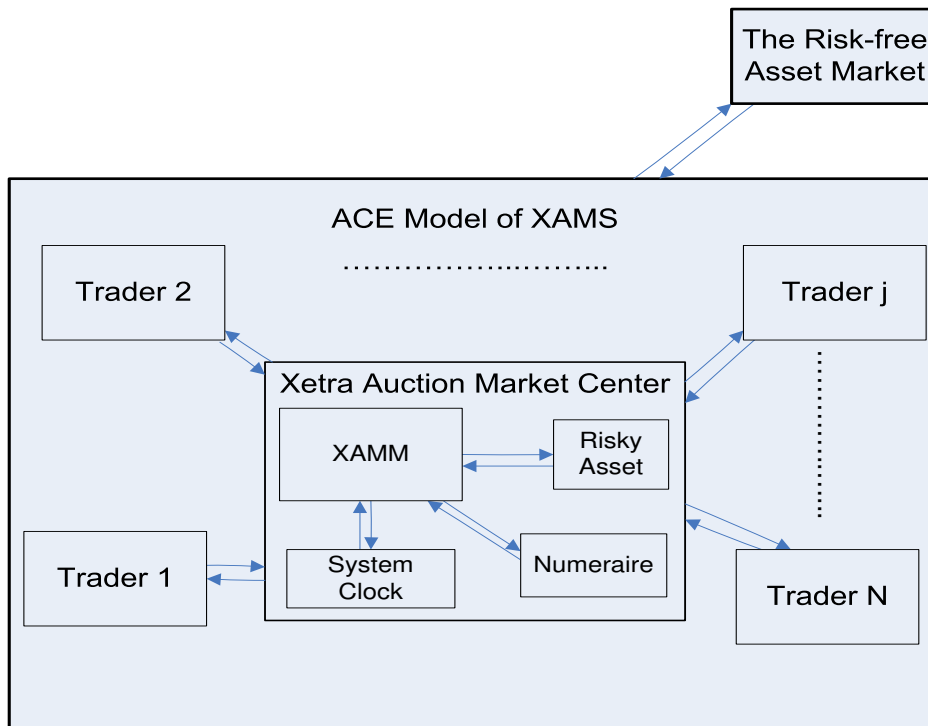 The Risk-free
Asset Market
ACE Model of XAMS
Trader 2
Trader j
Xetra Auction Market Center
XAMM
Risky
Asset
System
Clock
Numeraire
Trader 1
Trader N